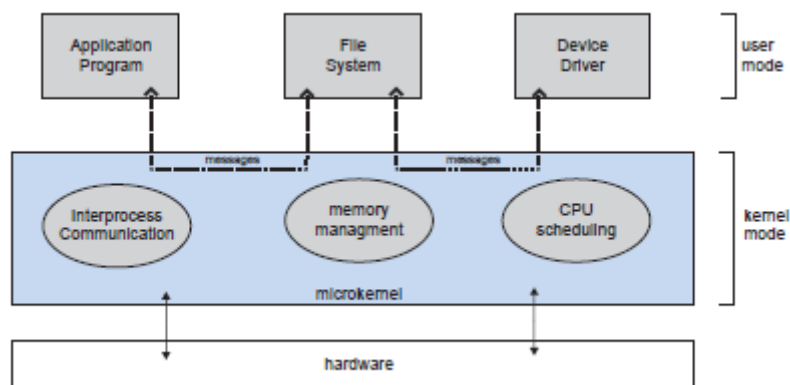 Application
Program
File
System
Device
Driver
user
mode
messages
messages
Interprocess
Communication
memory
managment
CPU
scheduling
kernel
mode
microkernel
hardware